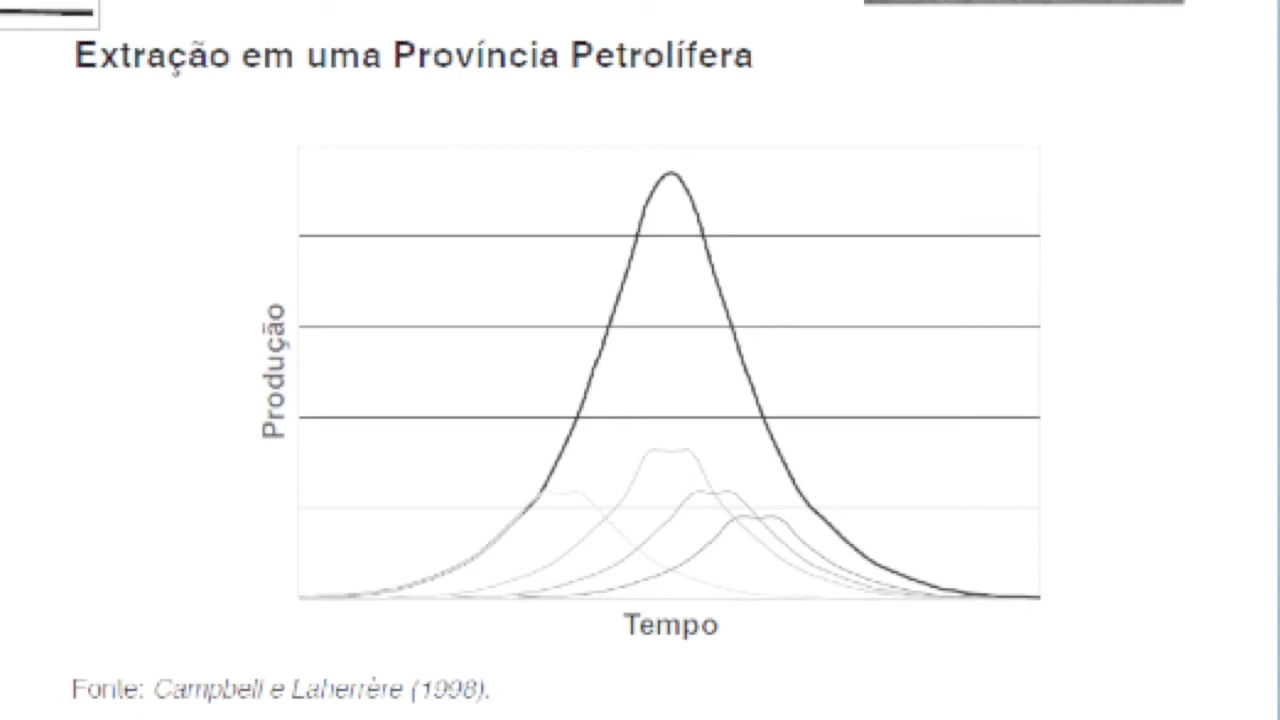 Extração em uma Província Petrolífera
Produção
Tempo
Fonte: Campbell e Laherrère (1998).